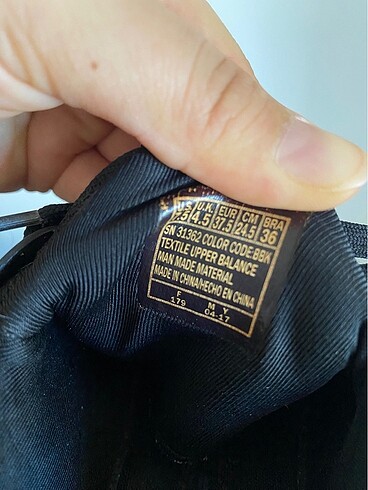 U.S U.K EUR CM BRA
7.5 4.5 37.5 24.5 36
SN 31362 COLOR CODE:BBK
TEXTILE UPPER BALANCE
MAN MADE MATERIAL
MADE IN CHINA/HECHO EN CHINA
F M Y
179 04.17